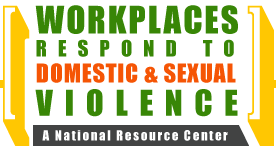 WORKPLACES
RESPOND TO
DOMESTIC & SEXUAL
VIOLENCE
A National Resource Center